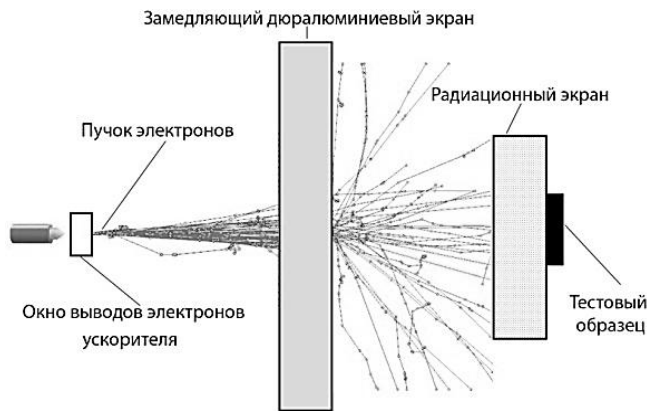 Замедляющий дюралюминиевый экран
Радиационный экран
Пучок электронов
Окно выводов электронов
ускорителя
Тестовый
образец